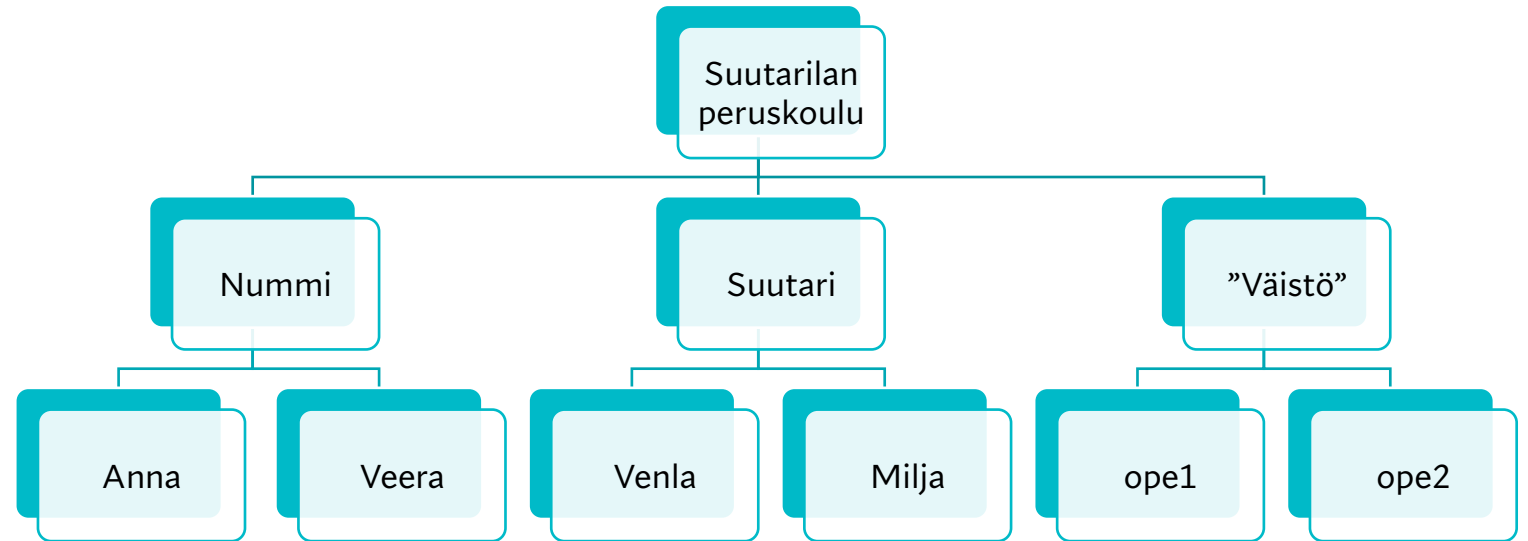 Suutarilan
peruskoulu
Nummi
Suutari
”Väistö”
Anna
Veera
Venla
Milja
ope1
ope2